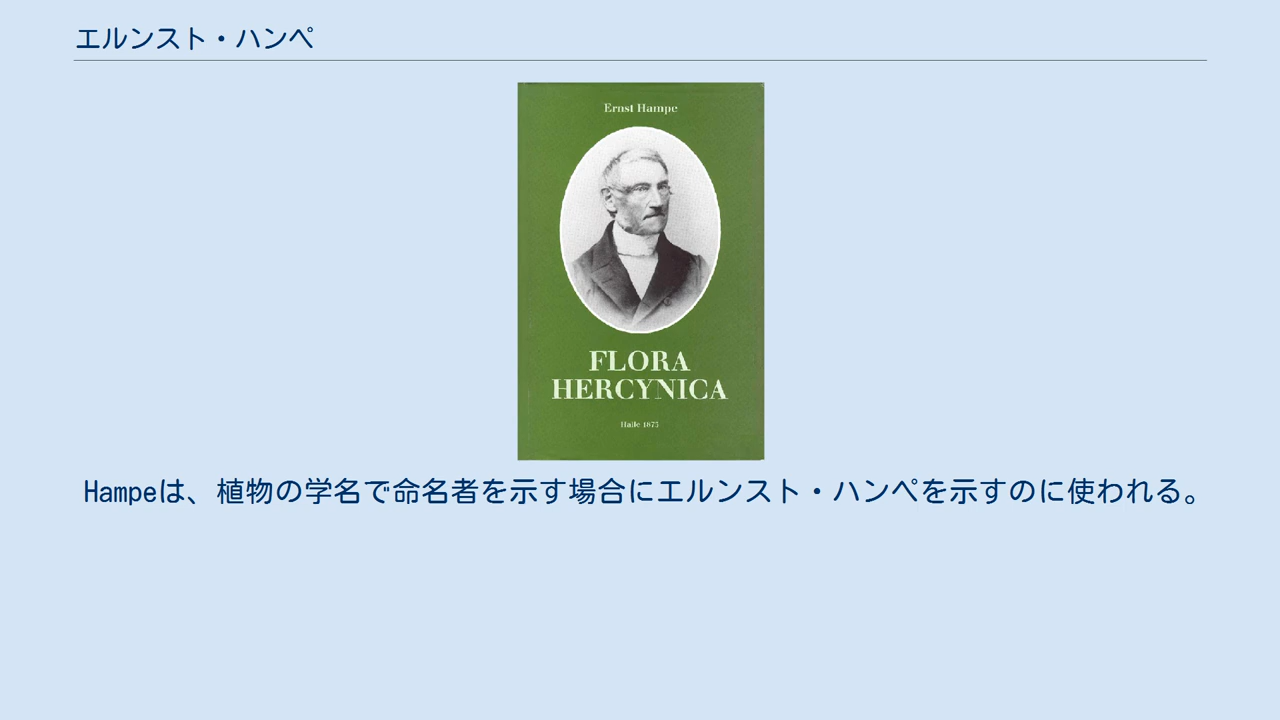 エルンスト・ハンペ
Ernst Hampe
FLORA
HERCYNICA
Halle 1873
Hampeは、植物の学名で命名者を示す場合にエルンスト・ハンペを示すのに使われる。